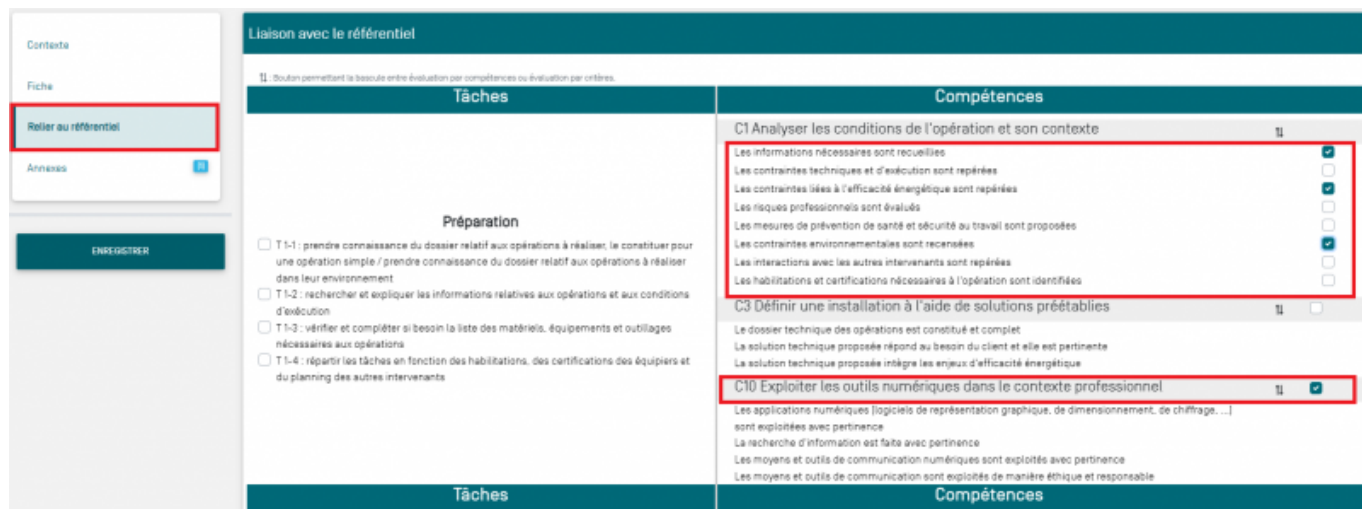 Contexte
Fiche
Relier au référentiel
Annexes
ENREGISTRER
Liaison avec le référentiel
⇅ : Bouton permettant la bascule entre évaluation par compétences ou évaluation par critères.
Tâches
Préparation
T 1-1 : prendre connaissance du dossier relatif aux opérations à réaliser, le constituer pour
une opération simple / prendre connaissance du dossier relatif aux opérations à réaliser
dans leur environnement
T 1-2 : rechercher et expliquer les informations relatives aux opérations et aux conditions
d'exécution
T 1-3 : vérifier et compléter si besoin la liste des matériels, équipements et outillages
nécessaires aux opérations
T 1-4 : répartir les tâches en fonction des habilitations, des certifications des équipiers et
du planning des autres intervenants
Tâches
Compétences
C1 Analyser les conditions de l'opération et son contexte
Les informations nécessaires sont recueillies
Les contraintes techniques et d'exécution sont repérées
Les contraintes liées à l'efficacité énergétique sont repérées
Les risques professionnels sont évalués
Les mesures de prévention de santé et sécurité au travail sont proposées
Les contraintes environnementales sont recensées
Les interactions avec les autres intervenants sont repérées
Les habilitations et certifications nécessaires à l'opération sont identifiées
C3 Définir une installation à l'aide de solutions préétablies
Le dossier technique des opérations est constitué et complet
La solution technique proposée répond au besoin du client et elle est pertinente
La solution technique proposée intègre les enjeux d'efficacité énergétique
C10 Exploiter les outils numériques dans le contexte professionnel
Les applications numériques [logiciels de représentation graphique, de dimensionnement, de chiffrage, ...]
sont exploitées avec pertinence
La recherche d'information est faite avec pertinence
Les moyens et outils de communication numériques sont exploités avec pertinence
Les moyens et outils de communication sont exploités de manière éthique et responsable
Compétences